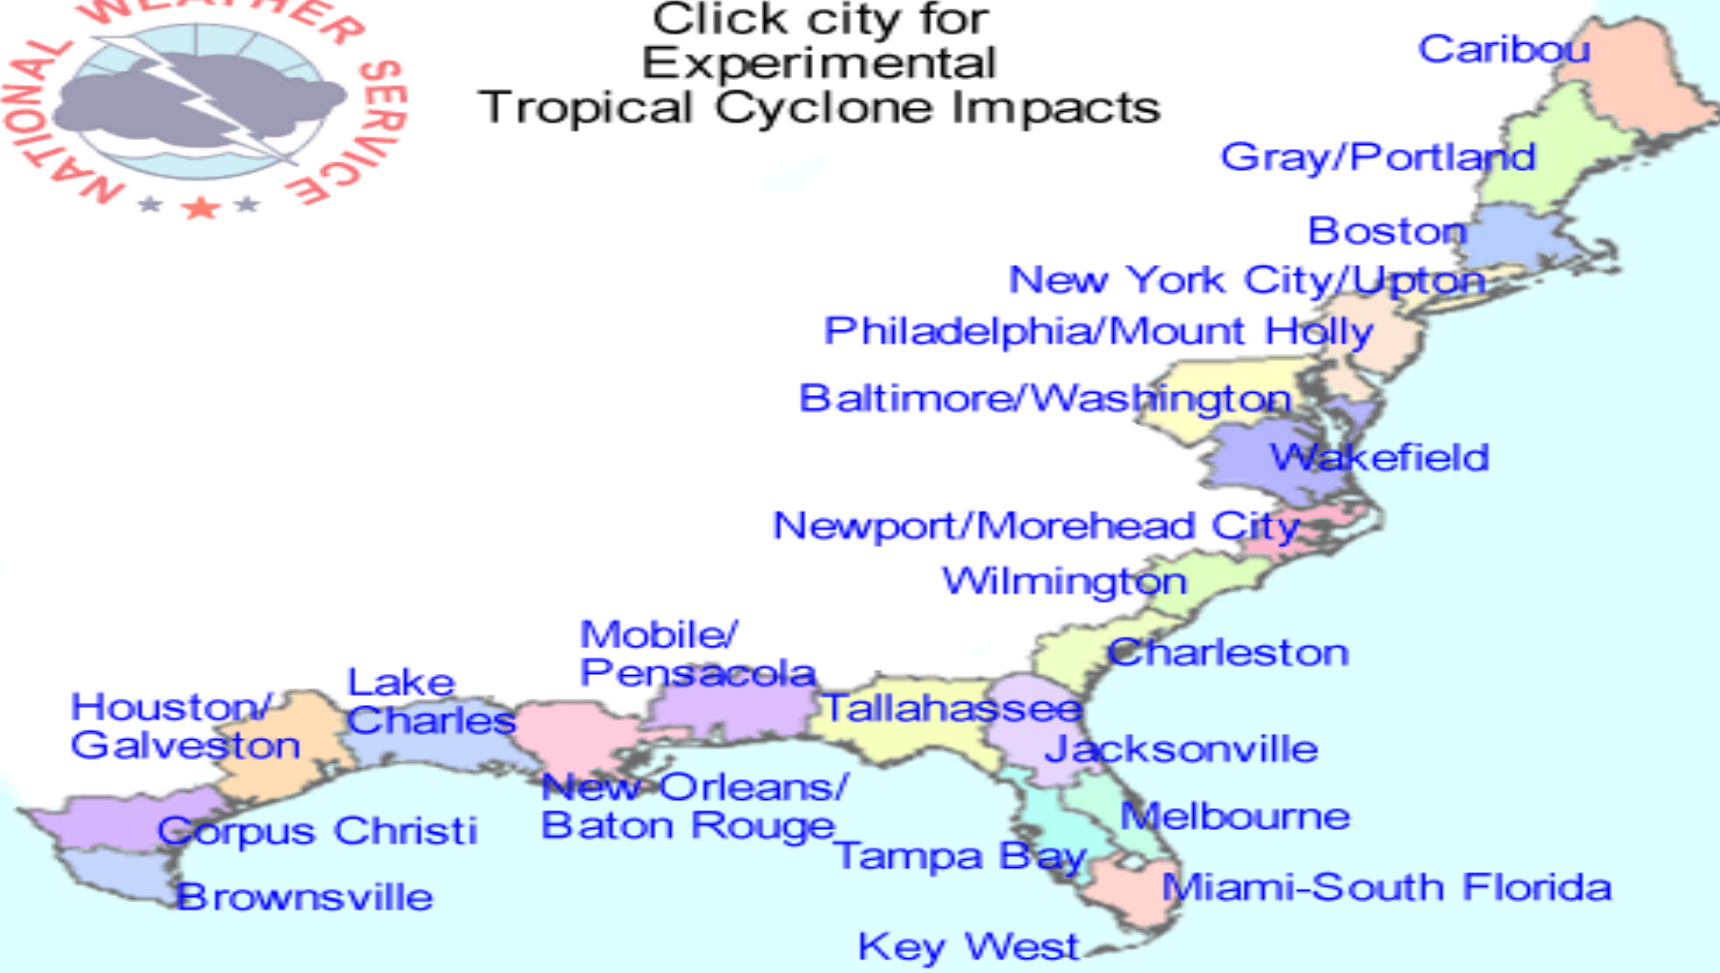 NATIONAL WEATHER SERVICE
Click city for
Experimental
Tropical Cyclone Impacts
Caribou
Gray/Portland
Boston
New York City/Upton
Philadelphia/Mount Holly
Baltimore/Washington
Wakefield
Newport/Morehead City
Wilmington
Charleston
Mobile/
Pensacola
Lake
Charles
Houston/
Galveston
Tallahassee
Jacksonville
New Orleans/
Baton Rouge
Corpus Christi
Melbourne
Tampa Bay
Brownsville
Miami-South Florida
Key West